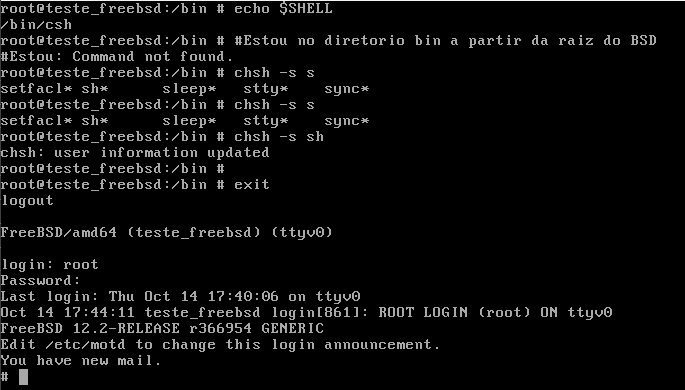 root@teste_freebsd:/bin # echo $SHELL
/bin/csh
root@teste_freebsd:/bin # #Estou no diretorio bin a partir da raiz do BSD
#Estou: Command not found.
root@teste_freebsd:/bin # chsh -s s
setfacl* sh*      sleep*   stty*    sync*
root@teste_freebsd:/bin # chsh -s s
setfacl* sh*      sleep*   stty*    sync*
root@teste_freebsd:/bin # chsh -s sh
chsh: user information updated
root@teste_freebsd:/bin #
root@teste_freebsd:/bin # exit
logout
FreeBSD/amd64 (teste_freebsd) (ttyv0)
login: root
Password:
Last login: Thu Oct 14 17:40:06 on ttyv0
Oct 14 17:44:11 teste_freebsd login[861]: ROOT LOGIN (root) ON ttyv0
FreeBSD 12.2-RELEASE r366954 GENERIC
Edit /etc/motd to change this login announcement.
You have new mail.
#